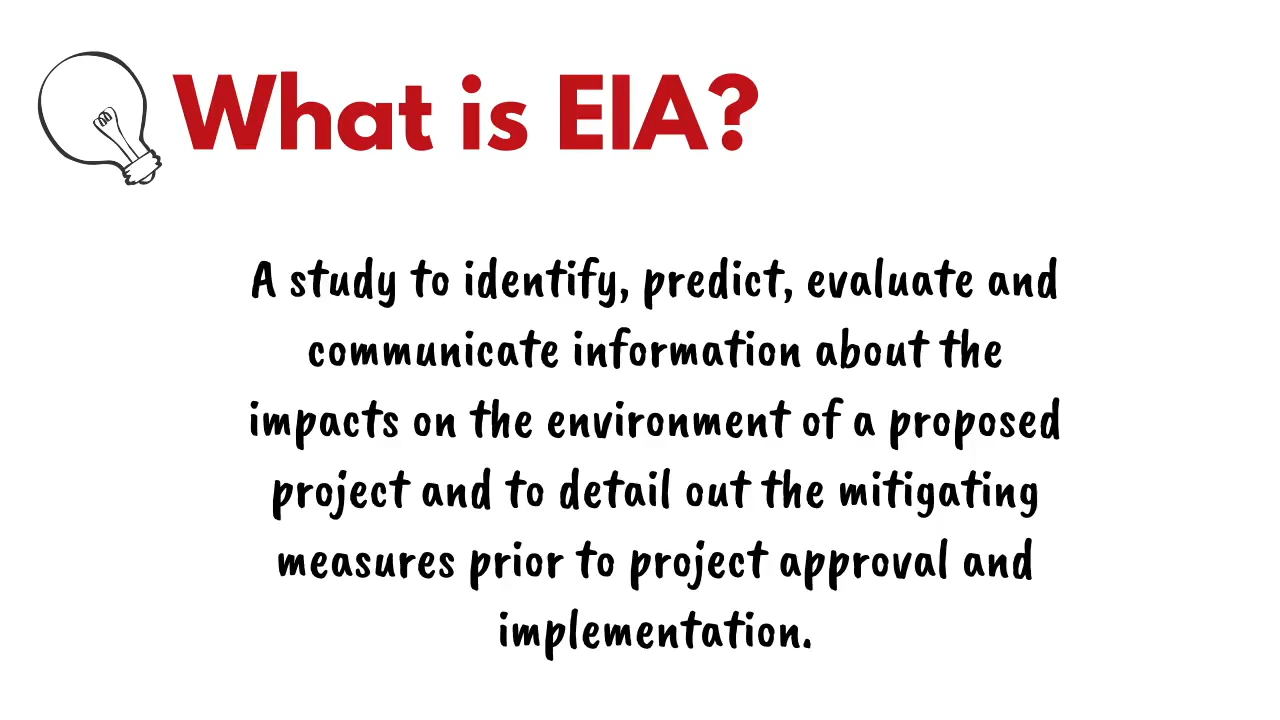 What is EIA?
A study to identify, predict, evaluate and
communicate information about the
impacts on the environment of a proposed
project and to detail out the mitigating
measures prior to project approval and
implementation.